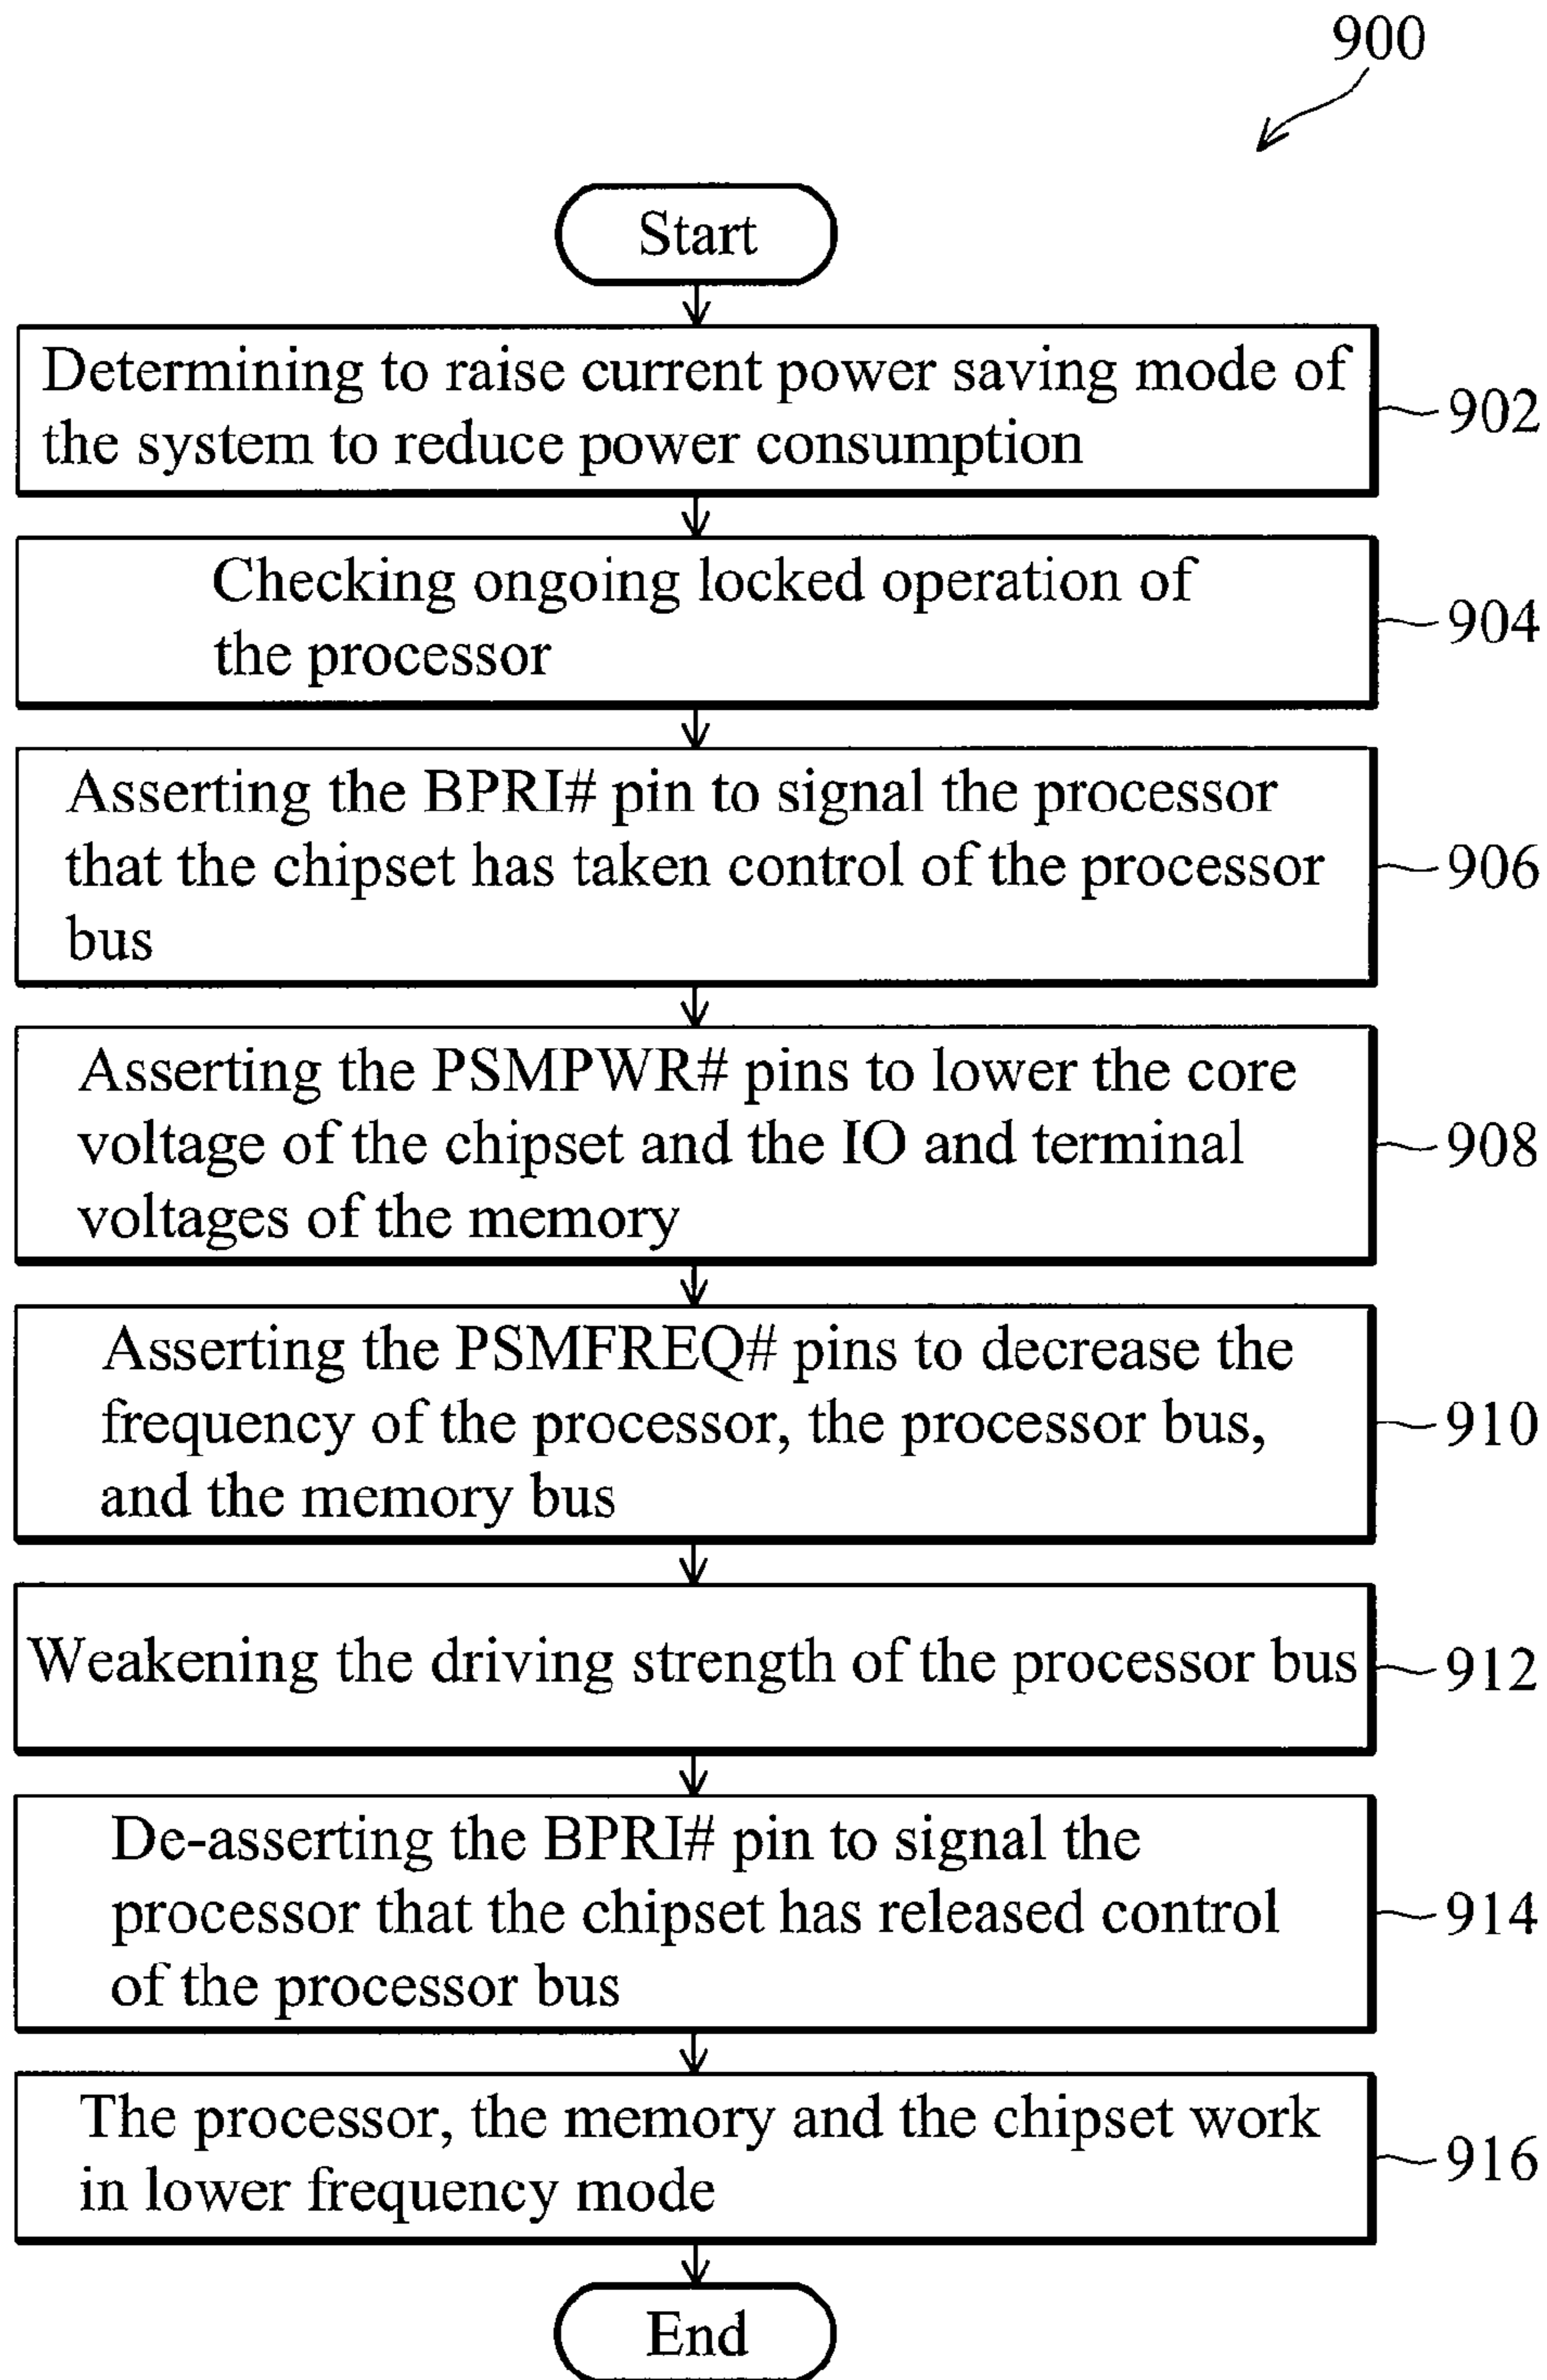 900
Start
Determining to raise current power saving mode of
the system to reduce power consumption
902
Checking ongoing locked operation of
the processor
904
Asserting the BPRI# pin to signal the processor
that the chipset has taken control of the processor
bus
906
Asserting the PSMPWR# pins to lower the core
voltage of the chipset and the IO and terminal
voltages of the memory
908
Asserting the PSMFREQ# pins to decrease the
frequency of the processor, the processor bus,
and the memory bus
910
Weakening the driving strength of the processor bus
912
De-asserting the BPRI# pin to signal the
processor that the chipset has released control
of the processor bus
914
The processor, the memory and the chipset work
in lower frequency mode
916
End